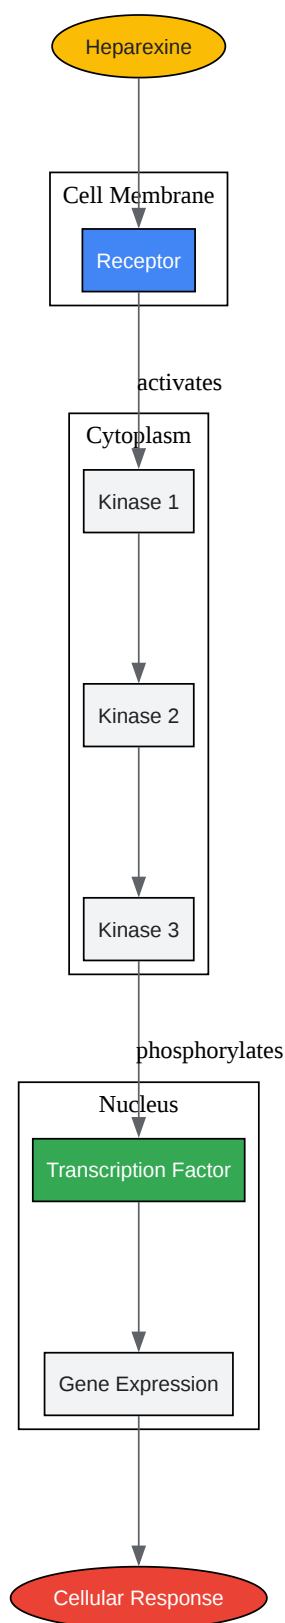 Heparexine
Cell Membrane
Receptor
activates
Cytoplasm
Kinase 1
Kinase 2
Kinase 3
phosphorylates
Nucleus
Transcription Factor
Gene Expression
Cellular Response